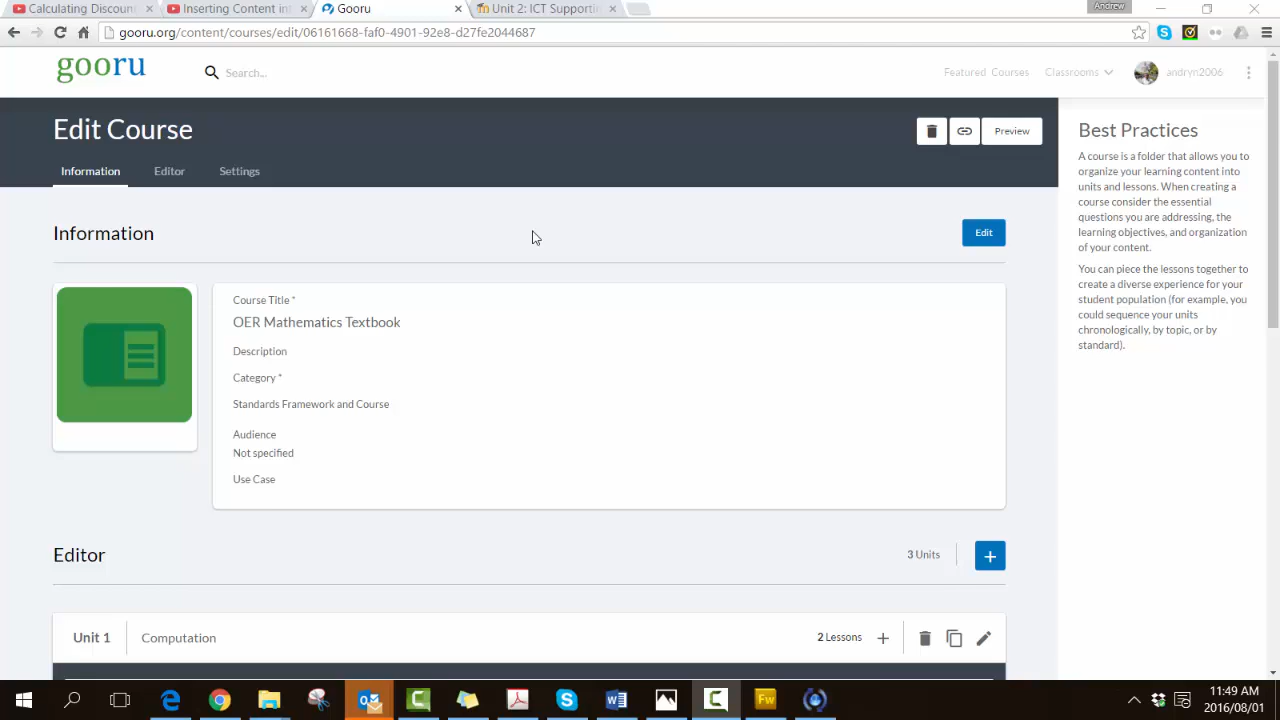 Calculating Discoun
Inserting Content int
Gooru
Unit 2: ICT Supportin
Andrew
gooru.org/content/courses/edit/06161668-faf0-4901-92e8-d27fe2044687
gooru
Search...
Featured Courses
Classrooms
andryn2006
Edit Course
Preview
Information
Editor
Settings
Best Practices
A course is a folder that allows you to
organize your learning content into
units and lessons. When creating a
course consider the essential
questions you are addressing, the
learning objectives, and organization
of your content.
You can piece the lessons together to
create a diverse experience for your
student population (for example, you
could sequence your units
chronologically, by topic, or by
standard).
Information
Edit
Course Title *
OER Mathematics Textbook
Description
Category *
Standards Framework and Course
Audience
Not specified
Use Case
Editor
3 Units
+
Unit 1
Computation
2 Lessons +
11:49 AM
2016/08/01